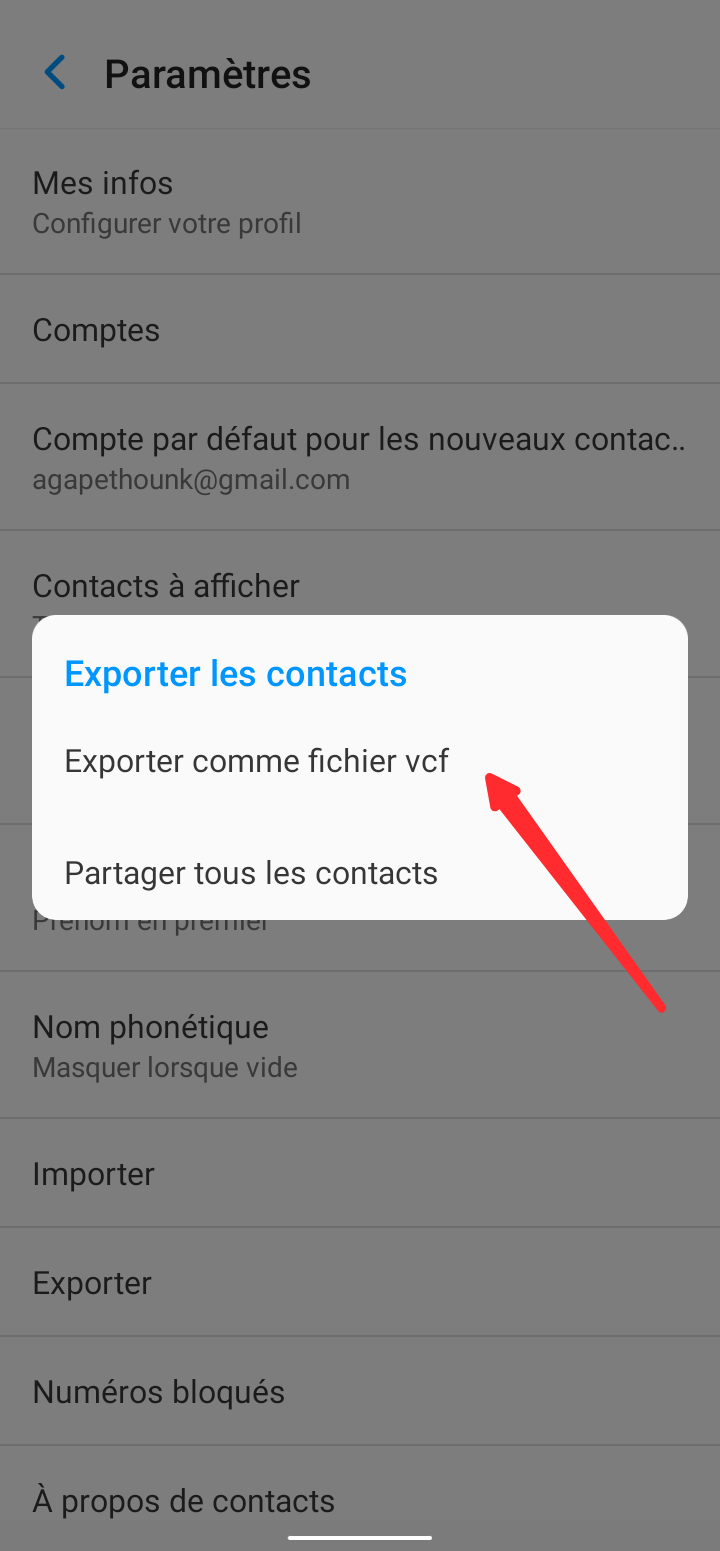 Paramètres
Mes infos
Configurer votre profil
Comptes
Compte par défaut pour les nouveaux contac..
agapethounk@gmail.com
Contacts à afficher
Exporter les contacts
Exporter comme fichier vcf
Partager tous les contacts
Prénom en premier
Nom phonétique
Masquer lorsque vide
Importer
Exporter
Numéros bloqués
À propos de contacts